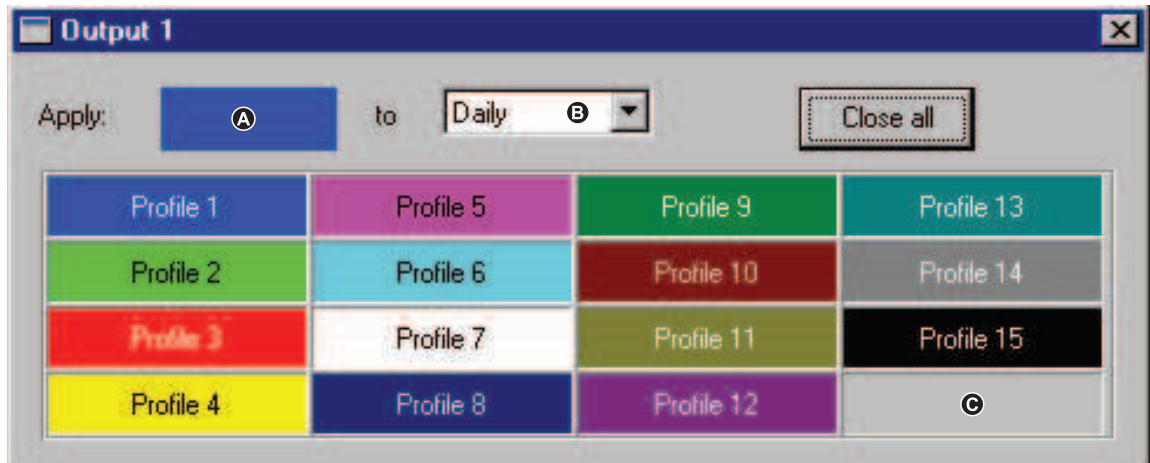 Output 1
Apply: A to Daily B Close all
Profile 1 Profile 5 Profile 9 Profile 13
Profile 2 Profile 6 Profile 10 Profile 14
Profile 3 Profile 7 Profile 11 Profile 15
Profile 4 Profile 8 Profile 12 C